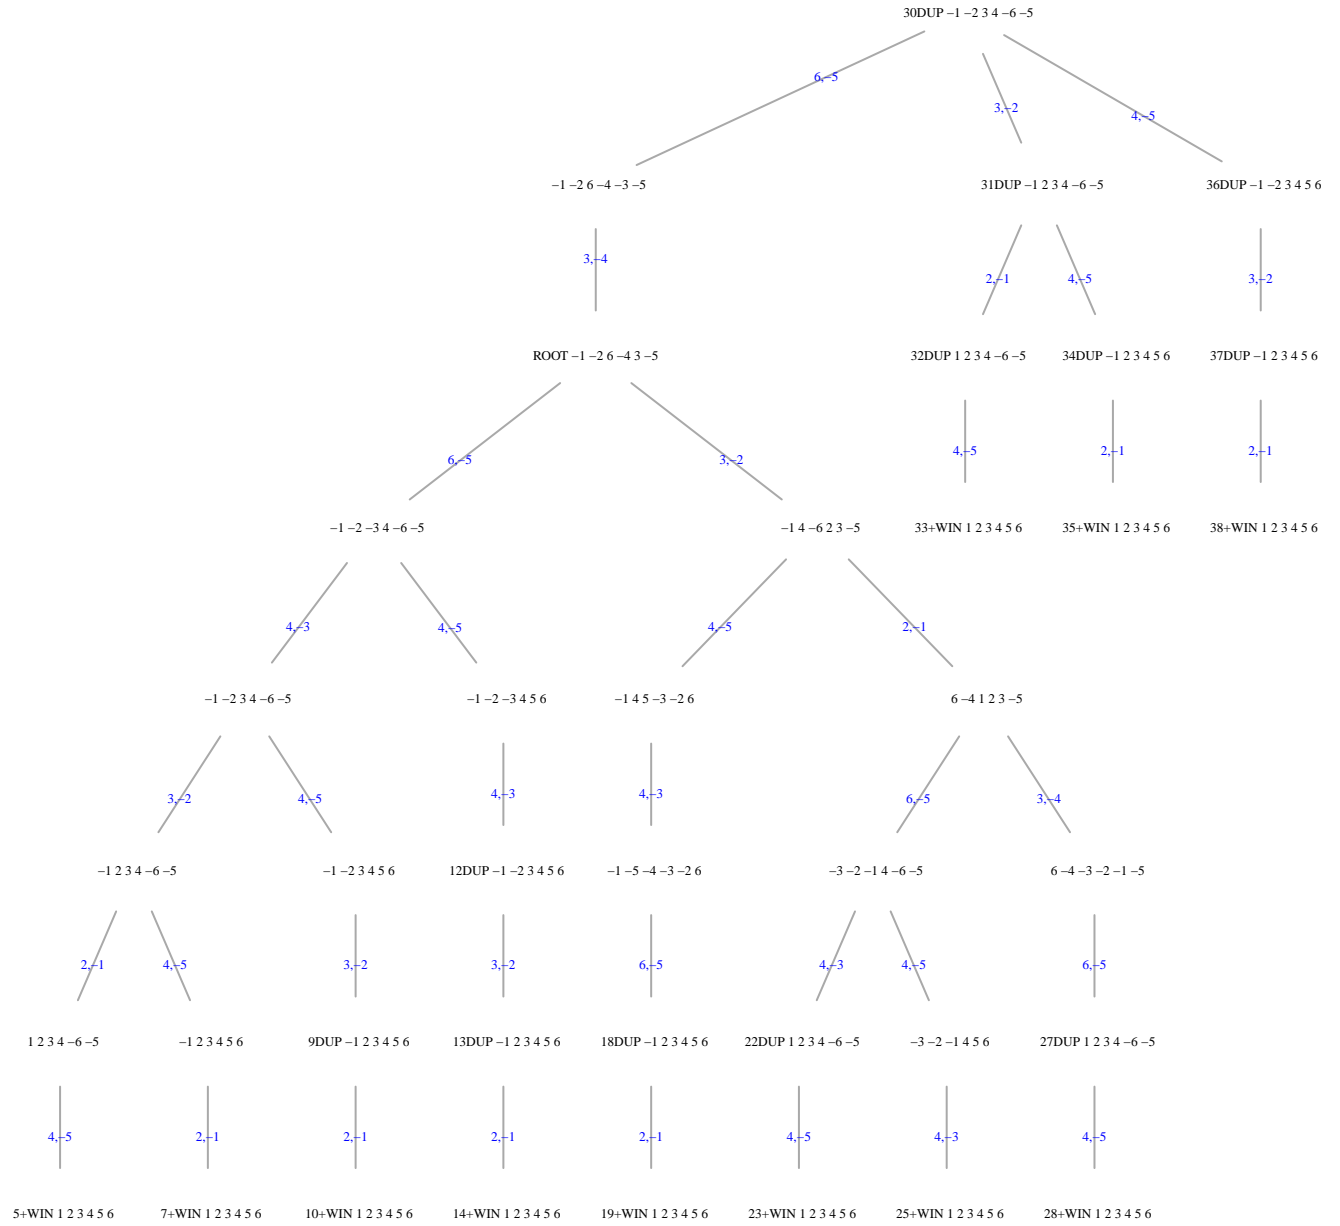 30DUP −1 −2 3 4 −6 −5
6,−5
3,−2
4,−5
−1 −2 6 −4 −3 −5
31DUP −1 2 3 4 −6 −5
36DUP −1 −2 3 4 5 6
3,−4
2,−1
4,−5
3,−2
ROOT −1 −2 6 −4 3 −5
32DUP 1 2 3 4 −6 −5
34DUP −1 2 3 4 5 6
37DUP −1 2 3 4 5 6
6,−5
3,−2
4,−5
2,−1
2,−1
−1 −2 −3 4 −6 −5
−1 4 −6 2 3 −5
33+WIN 1 2 3 4 5 6
35+WIN 1 2 3 4 5 6
38+WIN 1 2 3 4 5 6
4,−3
4,−5
4,−5
2,−1
−1 −2 3 4 −6 −5
−1 −2 −3 4 5 6
−1 4 5 −3 −2 6
6 −4 1 2 3 −5
3,−2
4,−5
4,−3
4,−3
6,−5
3,−4
−1 2 3 4 −6 −5
−1 −2 3 4 5 6
12DUP −1 −2 3 4 5 6
−1 −5 −4 −3 −2 6
−3 −2 −1 4 −6 −5
6 −4 −3 −2 −1 −5
2,−1
4,−5
3,−2
3,−2
6,−5
4,−3
4,−5
6,−5
1 2 3 4 −6 −5
−1 2 3 4 5 6
9DUP −1 2 3 4 5 6
13DUP −1 2 3 4 5 6
18DUP −1 2 3 4 5 6
22DUP 1 2 3 4 −6 −5
−3 −2 −1 4 5 6
27DUP 1 2 3 4 −6 −5
4,−5
2,−1
2,−1
2,−1
2,−1
4,−5
4,−3
4,−5
5+WIN 1 2 3 4 5 6
7+WIN 1 2 3 4 5 6
10+WIN 1 2 3 4 5 6
14+WIN 1 2 3 4 5 6
19+WIN 1 2 3 4 5 6
23+WIN 1 2 3 4 5 6
25+WIN 1 2 3 4 5 6
28+WIN 1 2 3 4 5 6